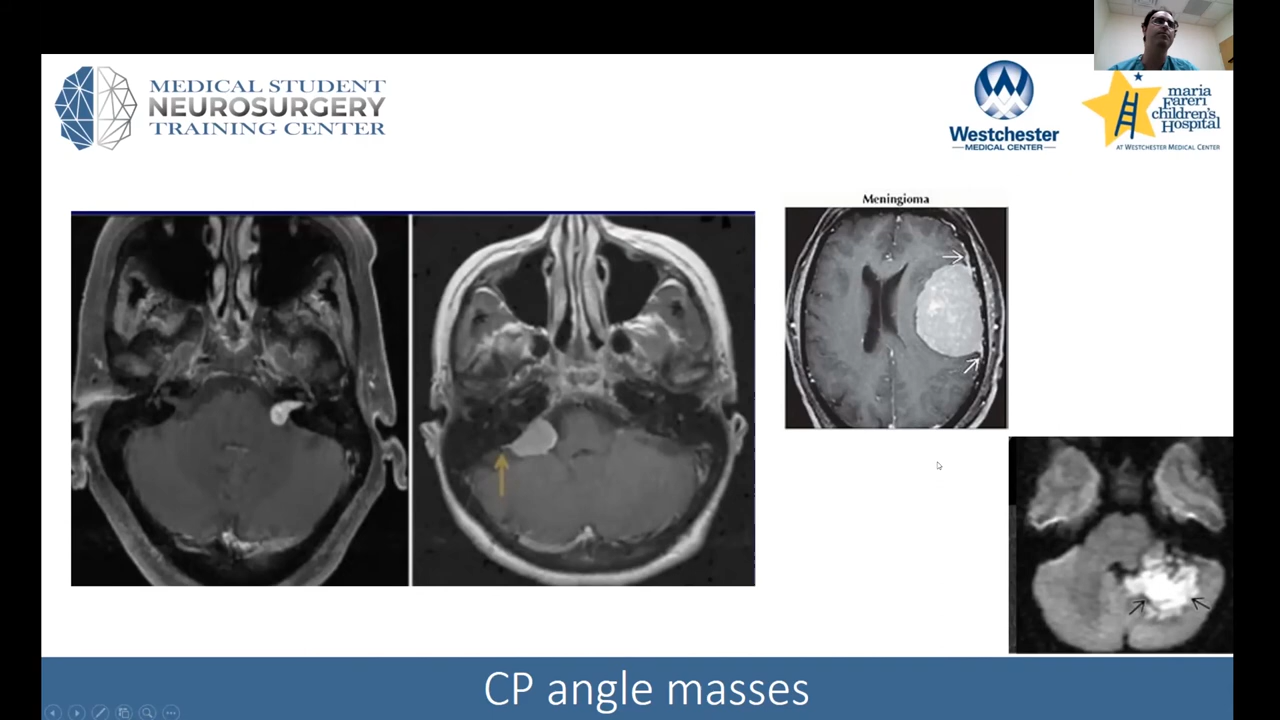 MEDICAL STUDENT
NEUROSURGERY
TRAINING CENTER
Westchester
MEDICAL CENTER
maria
fareri
children's
Hospital
AT WESTCHESTER MEDICAL CENTER
Meningioma
CP angle masses